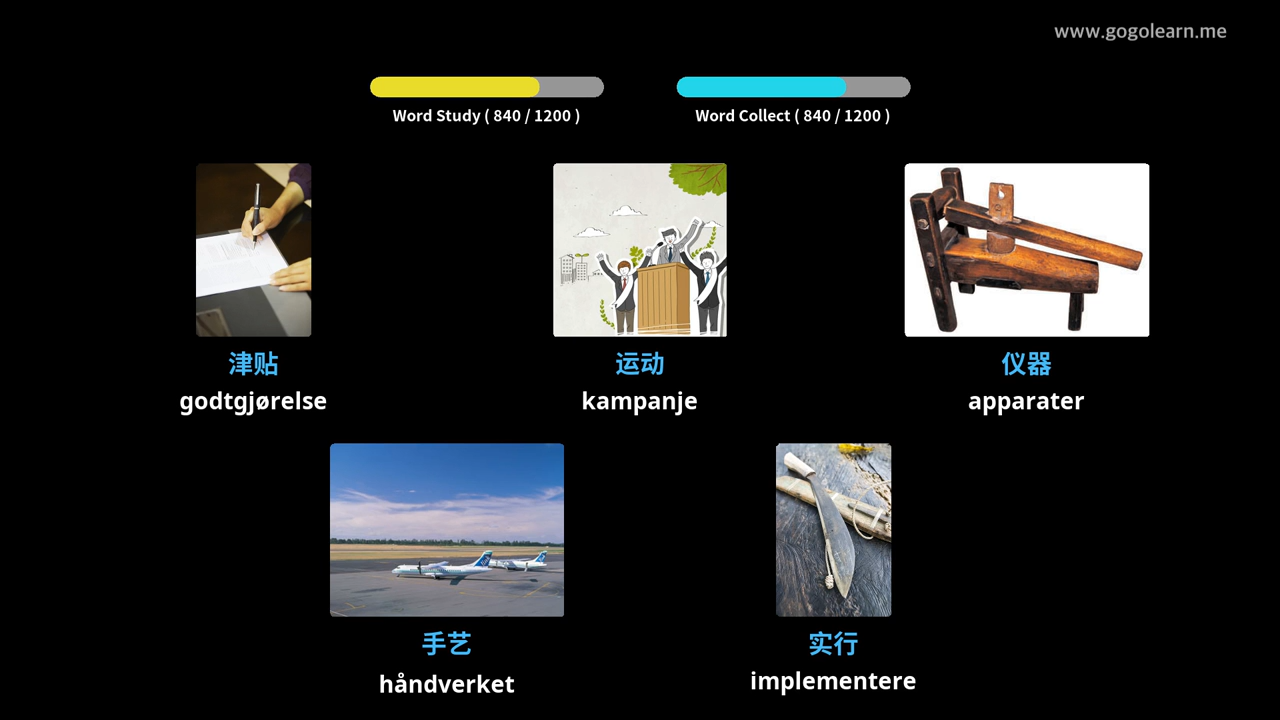 www.gogolearn.me
Word Study ( 840 / 1200 )
Word Collect ( 840 / 1200 )
津贴
godtgjørelse
运动
kampanje
仪器
apparater
手艺
håndverket
实行
implementere